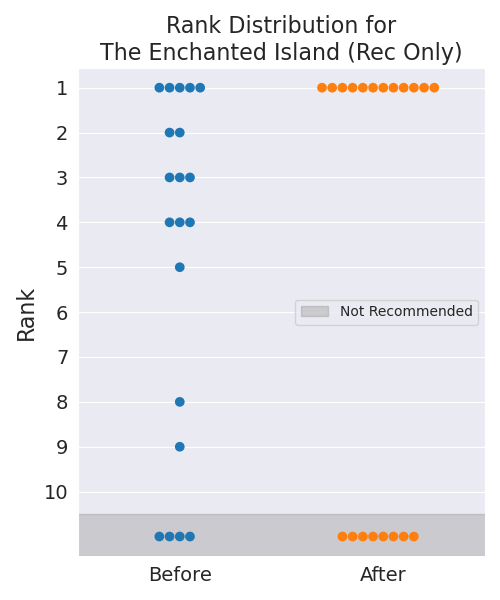 Rank Distribution for
The Enchanted Island (Rec Only)
1
2
3
4
5
6
7
8
9
10
Rank
Not Recommended
Before
After